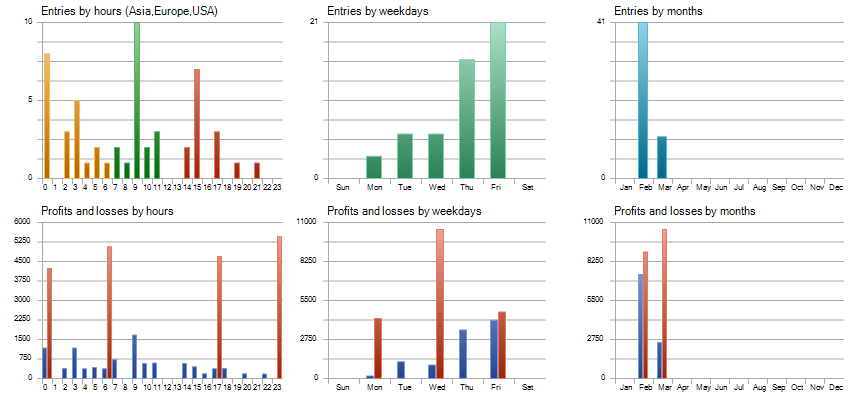 Entries by hours (Asia,Europe,USA)
10
5
0
0 1 2 3 4 5 6 7 8 9 10 11 12 13 14 15 16 17 18 19 20 21 22 23
Entries by weekdays
21
0
Sun Mon Tue Wed Thu Fri Sat
Entries by months
41
0
Jan Feb Mar Apr May Jun Jul Aug Sep Oct Nov Dec
Profits and losses by hours
6000
5250
4500
3750
3000
2250
1500
750
0
0 1 2 3 4 5 6 7 8 9 10 11 12 13 14 15 16 17 18 19 20 21 22 23
Profits and losses by weekdays
11000
8250
5500
2750
0
Sun Mon Tue Wed Thu Fri Sat
Profits and losses by months
11000
8250
5500
2750
0
Jan Feb Mar Apr May Jun Jul Aug Sep Oct Nov Dec